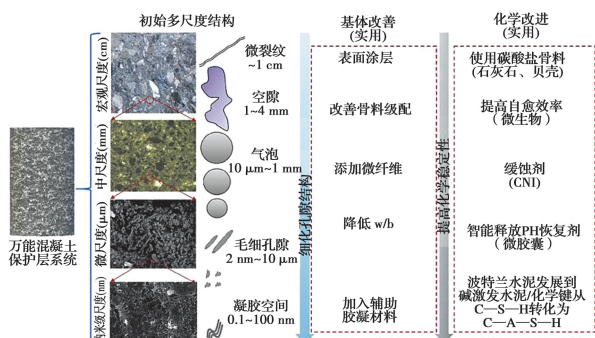 初始多尺度结构
基体改善
(实用)
化学改进
(实用)
万能混凝土
保护层系统
宏观尺度(cm)
中尺度(mm)
微尺度(μm)
纳米级尺度(nm)
微裂纹
~1 cm
空隙
1~4 mm
气泡
10 μm~1 mm
毛细孔隙
2 nm~10 μm
凝胶空间
0.1~100 nm
细化孔隙结构
表面涂层
改善骨料级配
添加微纤维
降低 w/b
加入辅助
胶凝材料
提高化学稳定性
使用碳酸盐骨料
(石灰石、贝壳)
提高自愈效率
(微生物)
缓蚀剂
(CNI)
智能释放PH恢复剂
(微胶囊)
波特兰水泥发展到
碱激发水泥/化学键从
C—S—H转化为
C—A—S—H